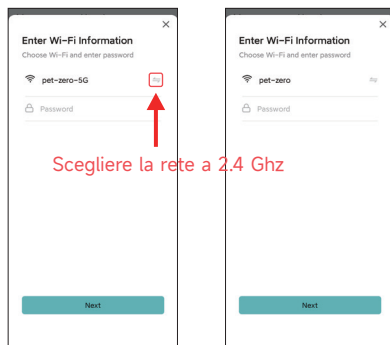 Enter Wi-Fi Information
Choose Wi-Fi and enter password
pet-zero-5G
Password
Next
Enter Wi-Fi Information
Choose Wi-Fi and enter password
pet-zero
Password
Next
Scegliere la rete a 2.4 Ghz